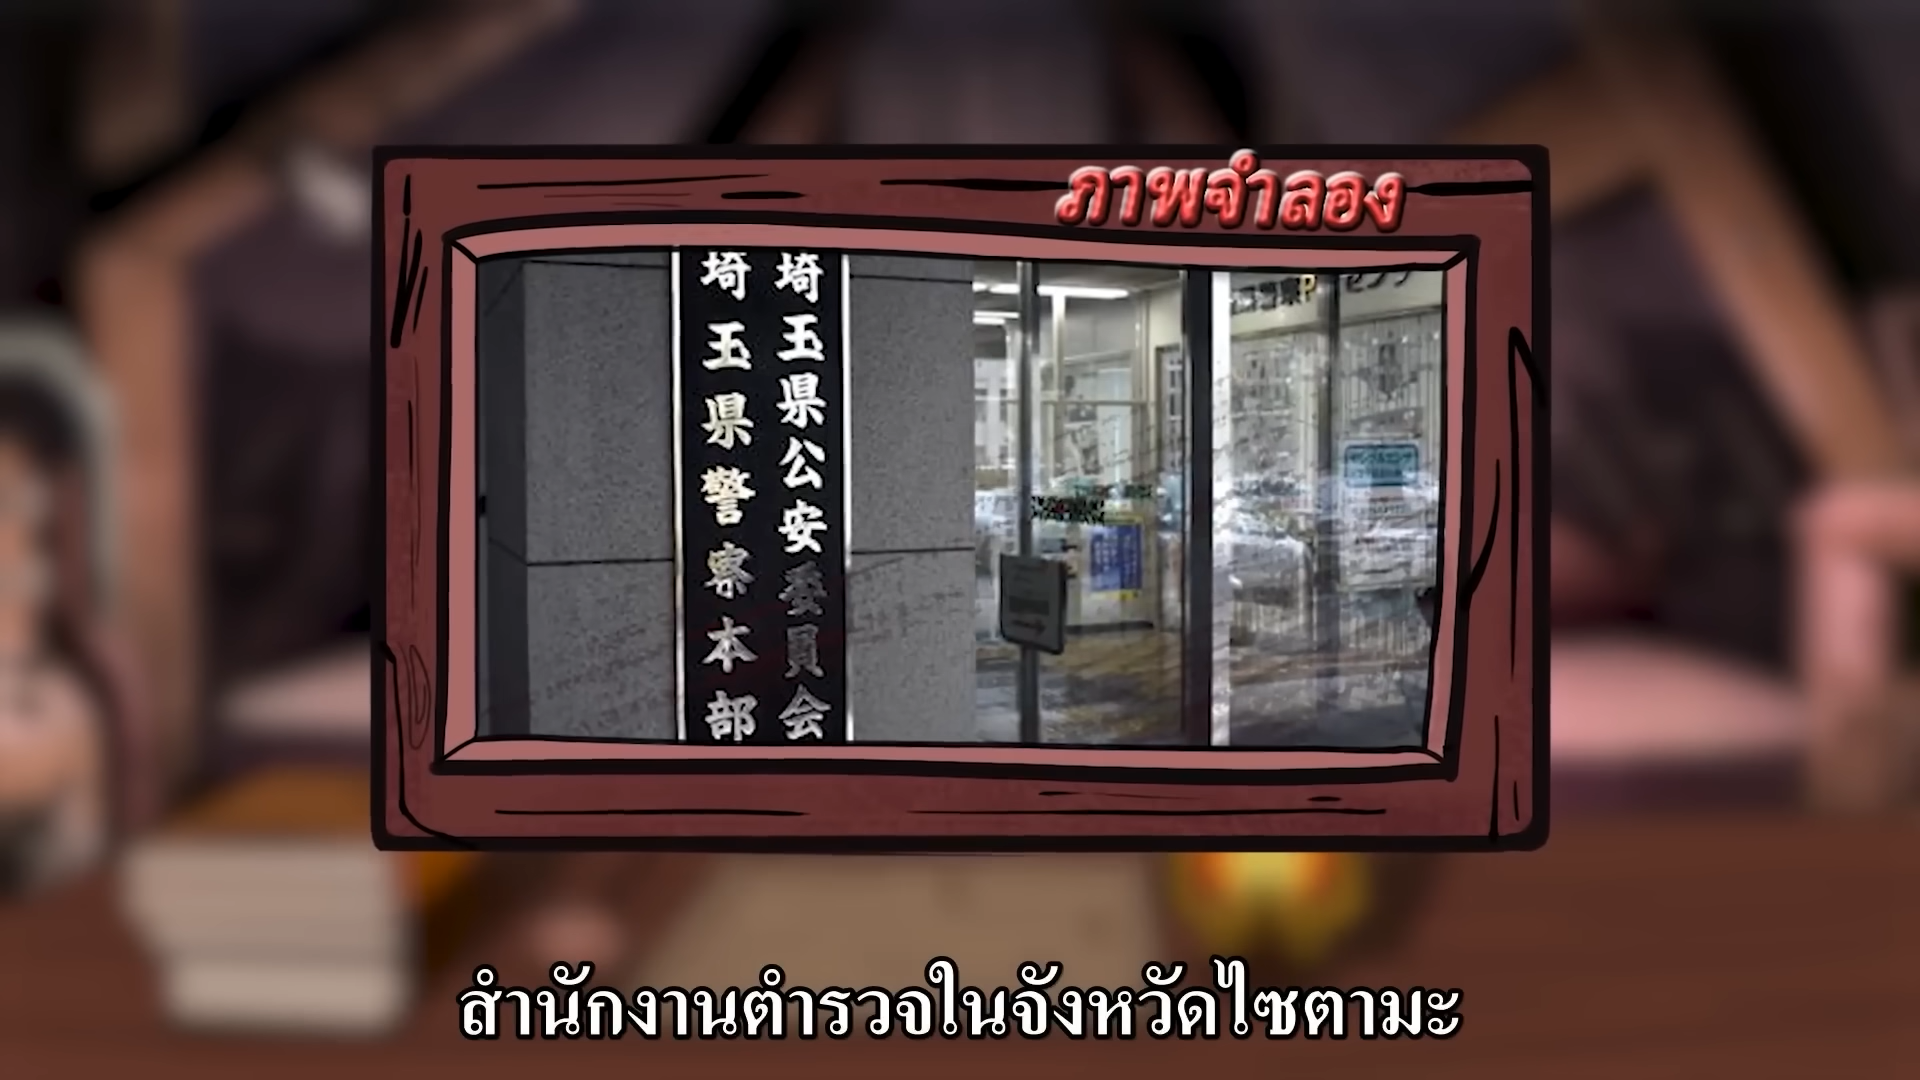 ภาพจำลอง
埼玉県公安委員会
埼玉県警察本部
สำนักงานตำรวจในจังหวัดไซตามะ